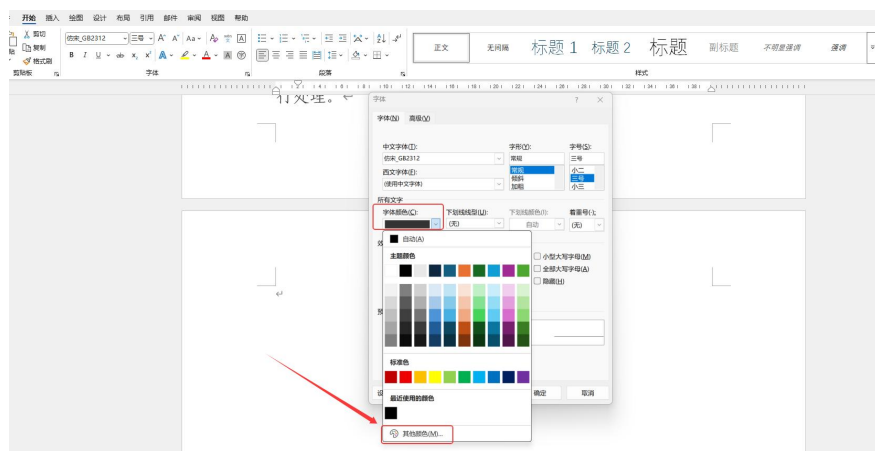 开始 插入 绘图 设计 布局 引用 邮件 审阅 视图 帮助
剪切
复制
格式刷
剪贴板
仿宋_GB2312 三号
字体
段落
正文 无间隔 标题 1 标题 2 标题 副标题 不明显强调 强调
样式
行处理。
字体
字体(N) 高级(V)
中文字体(T): 字形(Y): 字号(S):
仿宋_GB2312 常规 三号
西文字体(F): 常规 小二
(使用中文字体) 倾斜 三号
加粗 小三
所有文字
字体颜色(C): 下划线线型(U): 下划线颜色(I): 着重号(·):
(无) 自动 (无)
自动(A)
主题颜色
小型大写字母(M)
全部大写字母(A)
隐藏(H)
标准色
最近使用的颜色
确定 取消
其他颜色(M)...